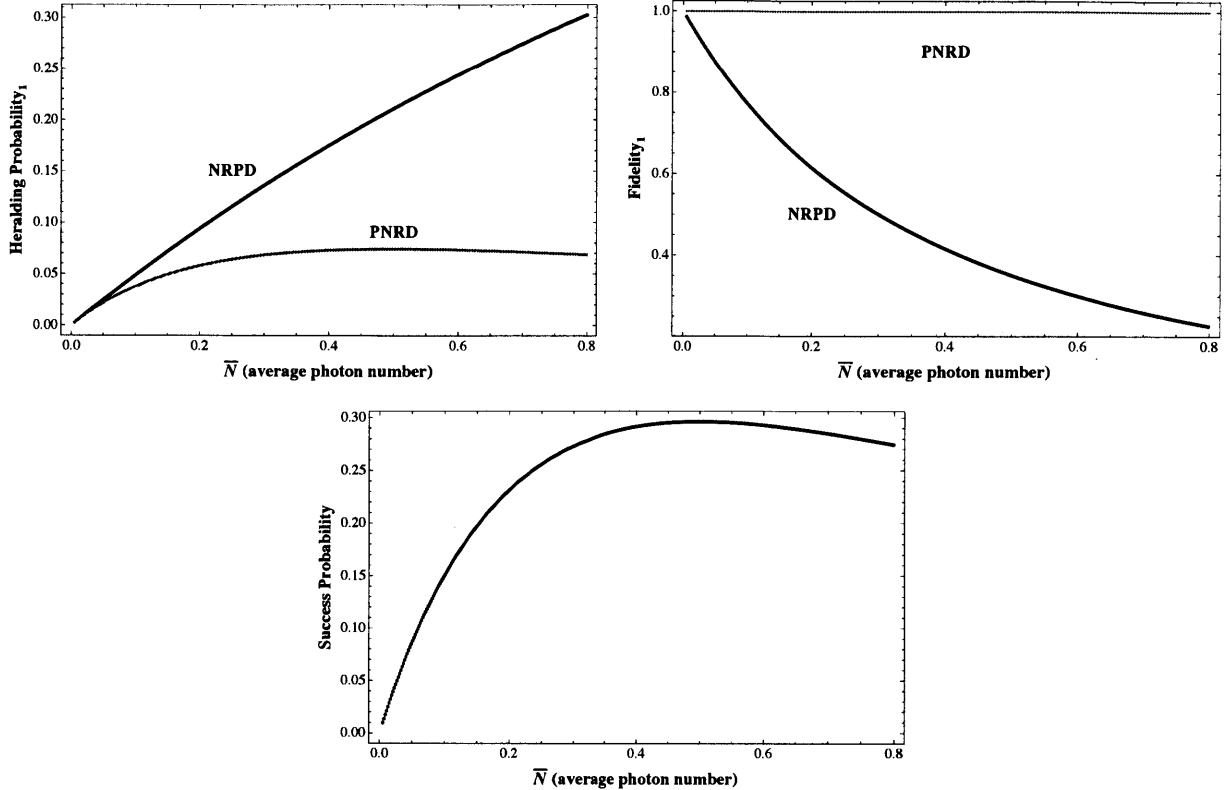 Heralding Probability₁
0.30
0.25
0.20
0.15
0.10
0.05
0.00
NRPD
PNRD
0.0 0.2 0.4 0.6 0.8
N̅ (average photon number)
Fidelity₁
1.0
0.8
0.6
0.4
PNRD
NRPD
0.0 0.2 0.4 0.6 0.8
N̅ (average photon number)
Success Probability
0.30
0.25
0.20
0.15
0.10
0.05
0.00
0.0 0.2 0.4 0.6 0.8
N̅ (average photon number)